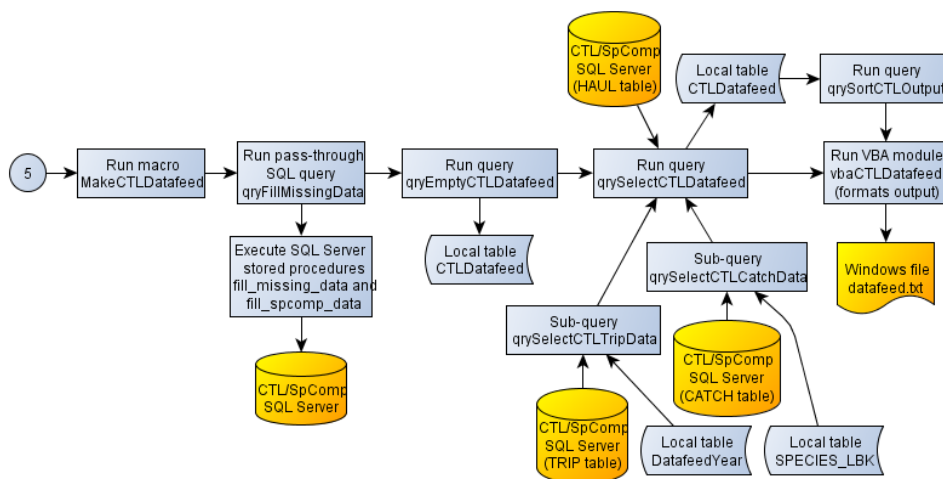 CTL/SpComp
SQL Server
(HAUL table)
Local table
CTLDatafeed
Run query
qrySortCTLOutput
5
Run macro
MakeCTLDatafeed
Run pass-through
SQL query
qryFillMissingData
Run query
qryEmptyCTLDatafeed
Run query
qrySelectCTLDatafeed
Run VBA module
vbaCTLDatafeed
(formats output)
Execute SQL Server
stored procedures
fill_missing_data and
fill_spcomp_data
Local table
CTLDatafeed
Sub-query
qrySelectCTLCatchData
Windows file
datafeed.txt
Sub-query
qrySelectCTLTripData
CTL/SpComp
SQL Server
CTL/SpComp
SQL Server
(CATCH table)
CTL/SpComp
SQL Server
(TRIP table)
Local table
DatafeedYear
Local table
SPECIES_LBK